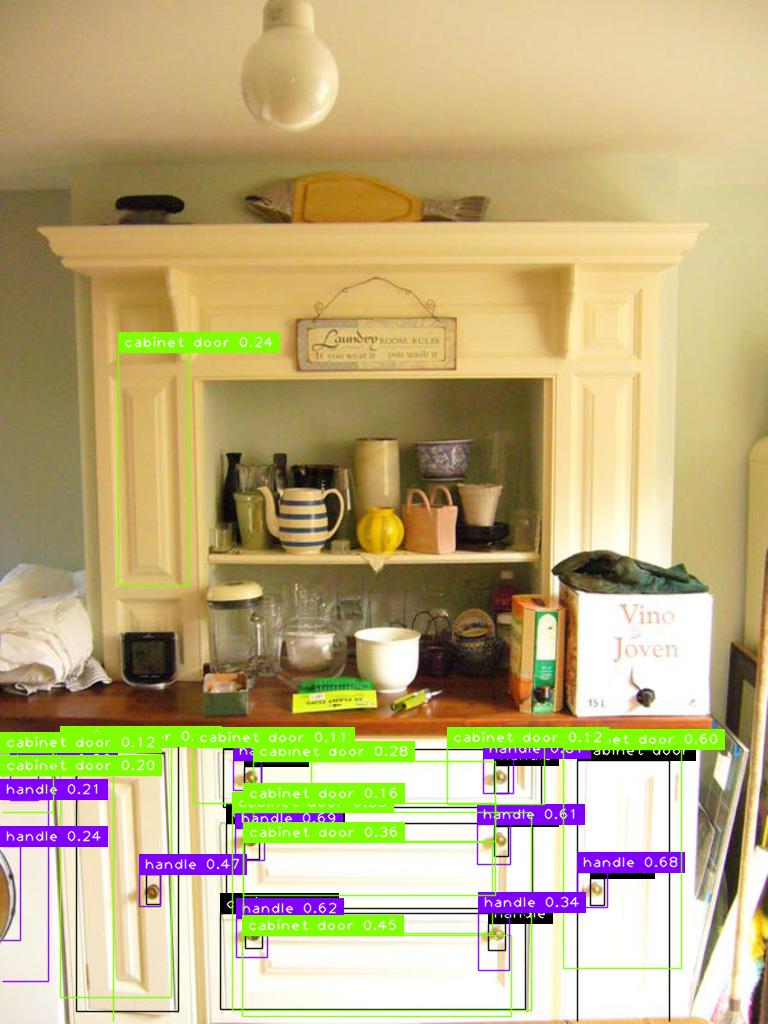 Laundry ROOM RULES
If you wear it you wash it
cabinet door 0.24
Vino
Joven
15 L
cabinet door 0.12
cabinet door 0.11
cabinet door 0.12
0.60
cabinet door 0.28
cabinet door 0.20
handle 0.21
cabinet door 0.16
handle 0.61
handle 0.69
handle 0.24
cabinet door 0.36
handle 0.47
handle 0.68
handle 0.62
handle 0.34
handle
cabinet door 0.45